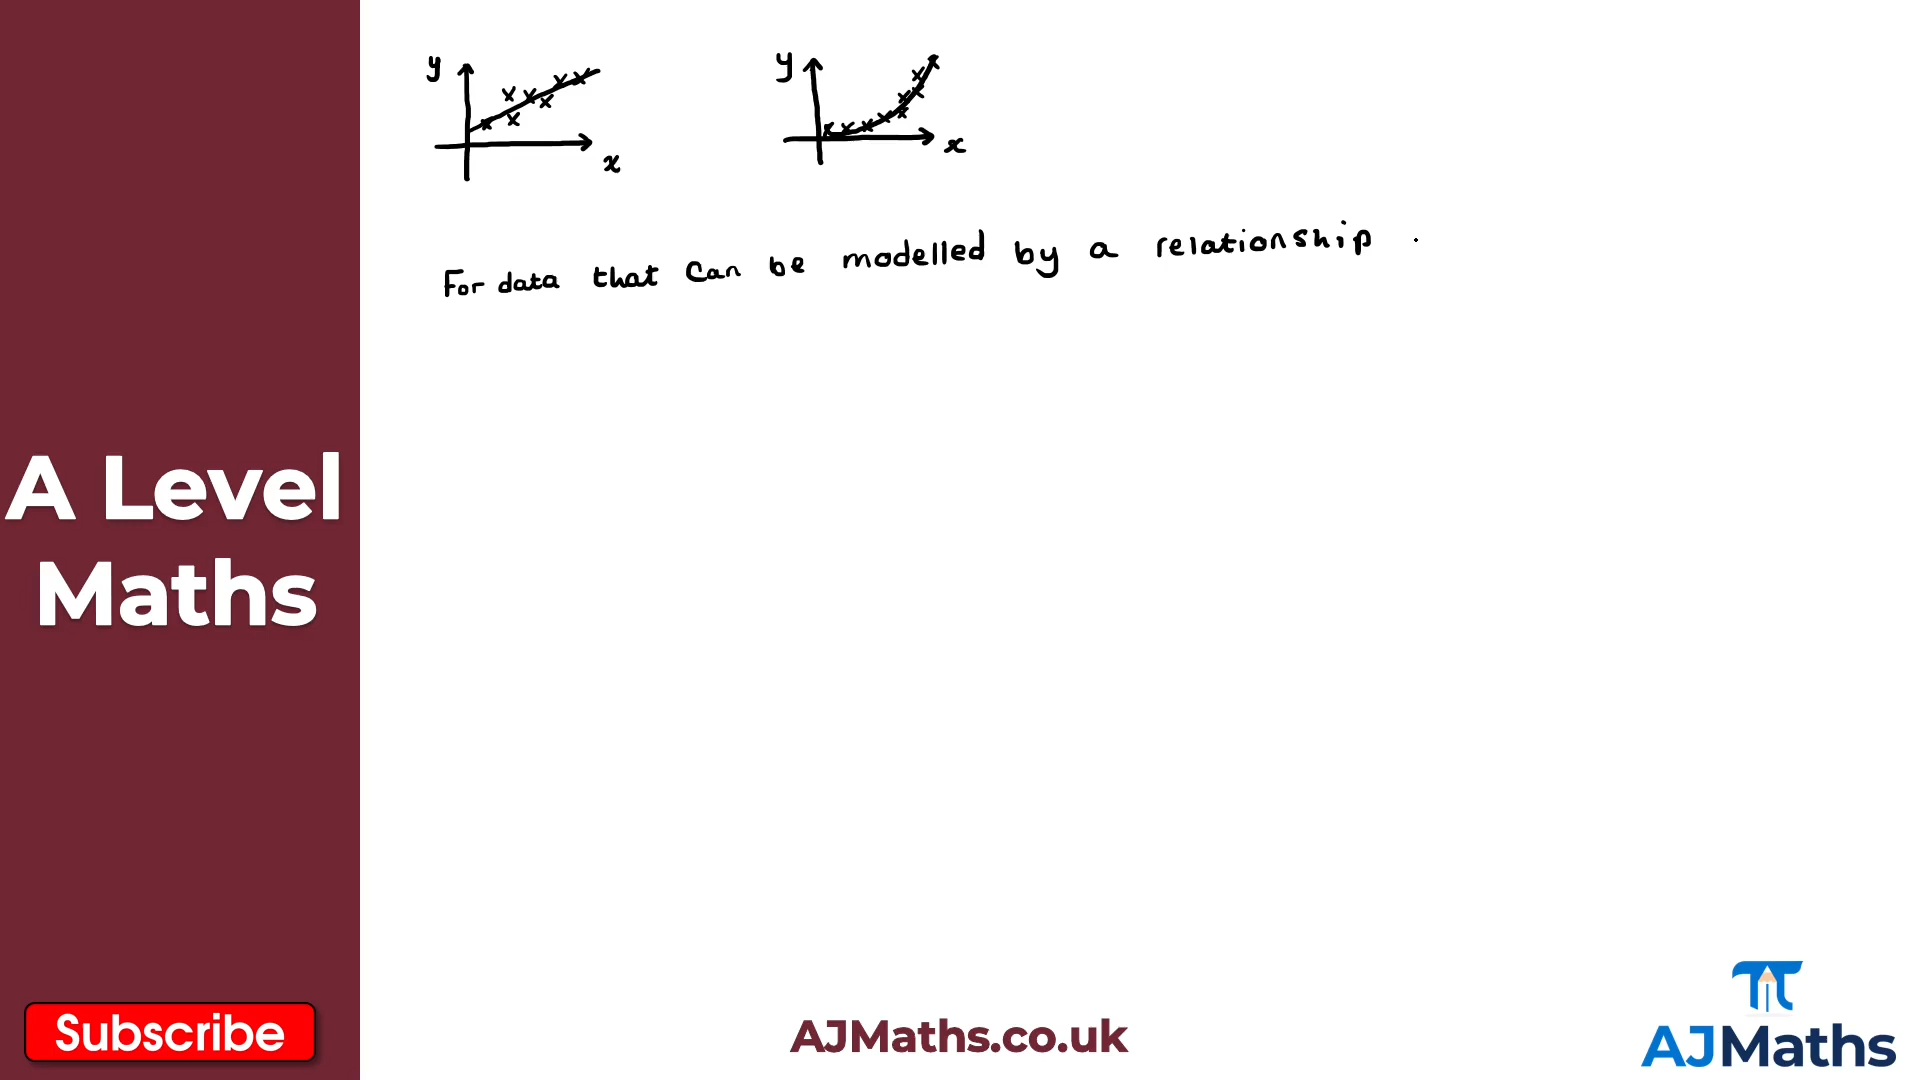 y
x
y
x
For data that can be modelled by a relationship
A Level
Maths
Subscribe
AJMaths.co.uk
AJMaths